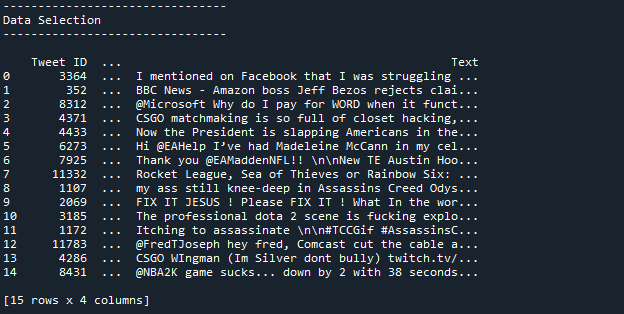 --------------------------------
Data Selection
--------------------------------
Tweet ID ... Text
0 3364 ... I mentioned on Facebook that I was struggling ...
1 352 ... BBC News - Amazon boss Jeff Bezos rejects clai...
2 8312 ... @Microsoft Why do I pay for WORD when it funct...
3 4371 ... CSGO matchmaking is so full of closet hacking,...
4 4433 ... Now the President is slapping Americans in the...
5 6273 ... Hi @EAHelp I've had Madeleine McCann in my cel...
6 7925 ... Thank you @EAMaddenNFL!! \n\nNew TE Austin Hoo...
7 11332 ... Rocket League, Sea of Thieves or Rainbow Six: ...
8 1107 ... my ass still knee-deep in Assassins Creed Odys...
9 2069 ... FIX IT JESUS ! Please FIX IT ! What In the wor...
10 3185 ... The professional dota 2 scene is fucking explo...
11 1172 ... Itching to assassinate \n\n#TCCGif #AssassinsC...
12 11783 ... @FredTJoseph hey fred, Comcast cut the cable a...
13 4286 ... CSGO WIngman (Im Silver dont bully) twitch.tv/...
14 8431 ... @NBA2K game sucks... down by 2 with 38 seconds...
[15 rows x 4 columns]